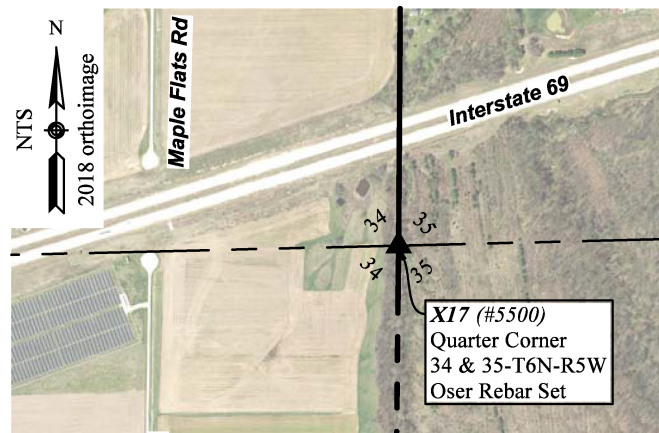 N
NTS
2018 orthoimage
Maple Flats Rd
Interstate 69
34
35
34
35
X17 (#5500)
Quarter Corner
34 & 35-T6N-R5W
Oser Rebar Set